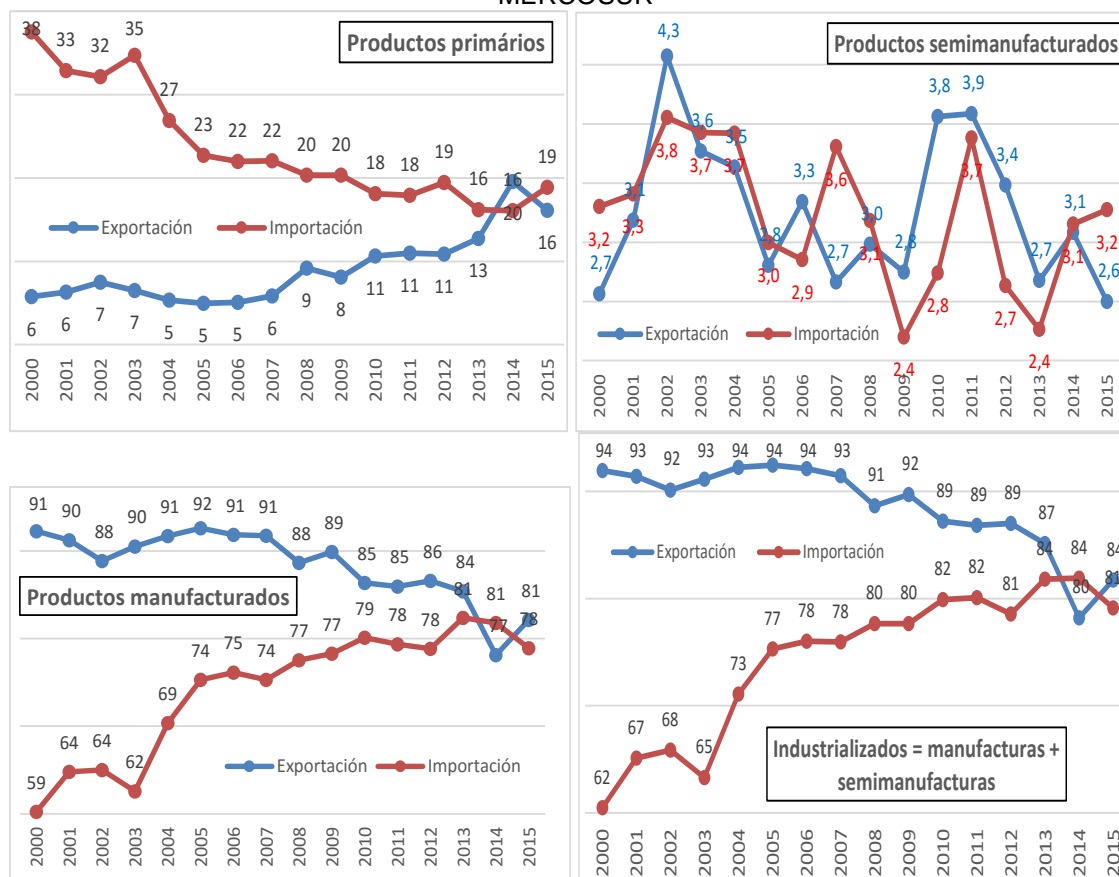 MERCOSUR
Productos primários
38 33 32 35 27 23 22 22 20 20 18 18 19 16 16 19
Exportación Importación
6 6 7 7 5 5 5 6 9 8 11 11 11 13 20 16
2000 2001 2002 2003 2004 2005 2006 2007 2008 2009 2010 2011 2012 2013 2014 2015
Productos semimanufacturados
2,7 3,1 4,3 3,6 3,5 2,8 3,3 2,7 3,0 2,8 3,8 3,9 3,4 2,7 3,1 2,6
3,2 3,3 3,8 3,7 3,7 3,0 2,9 3,6 3,1 2,4 2,8 3,7 2,7 2,4 3,1 3,2
Exportación Importación
2000 2001 2002 2003 2004 2005 2006 2007 2008 2009 2010 2011 2012 2013 2014 2015
91 90 88 90 91 92 91 91 88 89 85 85 86 84 77 81
Productos manufacturados
59 64 64 62 69 74 75 74 77 77 79 78 78 81 81 78
Exportación Importación
2000 2001 2002 2003 2004 2005 2006 2007 2008 2009 2010 2011 2012 2013 2014 2015
94 93 92 93 94 94 94 93 91 92 89 89 89 87 80 84
Exportación Importación
62 67 68 65 73 77 78 78 80 80 82 82 81 84 84 81
Industrializados = manufacturas +
semimanufacturas
2000 2001 2002 2003 2004 2005 2006 2007 2008 2009 2010 2011 2012 2013 2014 2015